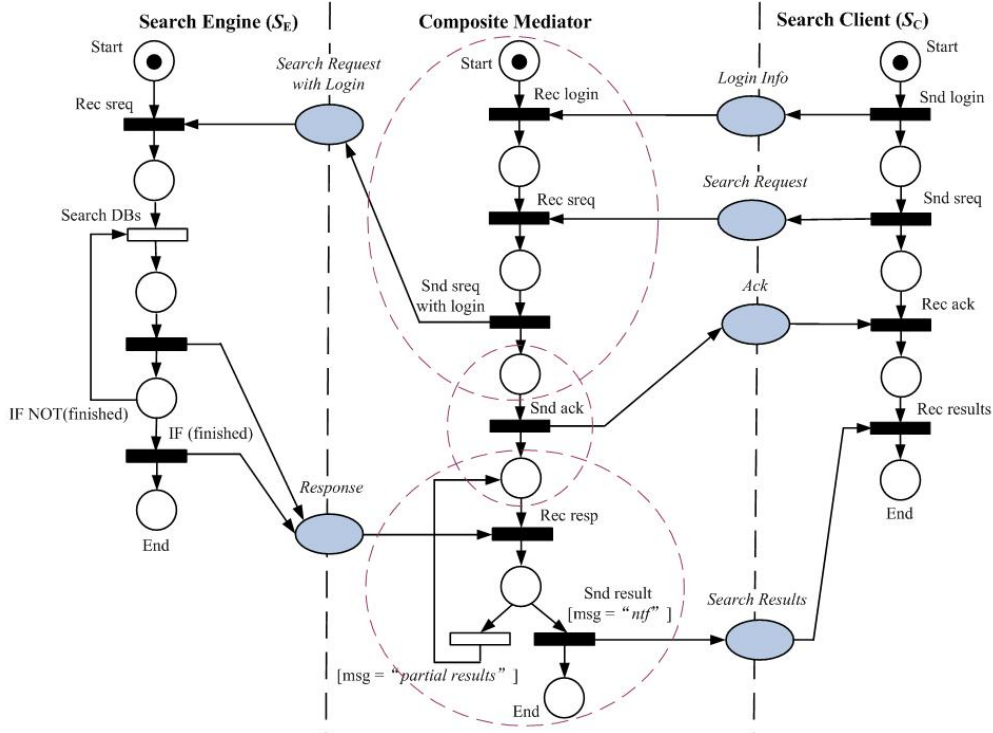 Search Engine (S_E)
Composite Mediator
Search Client (S_C)
Start
Start
Start
Search Request
with Login
Login Info
Rec sreq
Rec login
Snd login
Search Request
Rec sreq
Snd sreq
Search DBs
Snd sreq
with login
Ack
Rec ack
IF NOT(finished)
Snd ack
Rec results
IF (finished)
Response
End
End
Rec resp
Snd result
[msg = “ntf” ]
Search Results
[msg = “partial results” ]
End